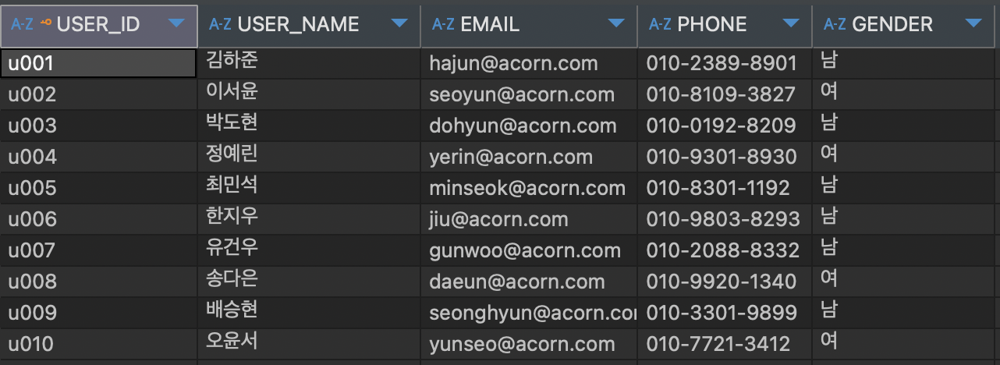 A-Z USER_ID A-Z USER_NAME A-Z EMAIL A-Z PHONE A-Z GENDER
u001 김하준 hajun@acorn.com 010-2389-8901 남
u002 이서윤 seoyun@acorn.com 010-8109-3827 여
u003 박도현 dohyun@acorn.com 010-0192-8209 남
u004 정예린 yerin@acorn.com 010-9301-8930 여
u005 최민석 minseok@acorn.com 010-8301-1192 남
u006 한지우 jiu@acorn.com 010-9803-8293 남
u007 유건우 gunwoo@acorn.com 010-2088-8332 남
u008 송다은 daeun@acorn.com 010-9920-1340 여
u009 배승현 seonghyun@acorn.co 010-3301-9899 남
u010 오윤서 yunseo@acorn.com 010-7721-3412 여